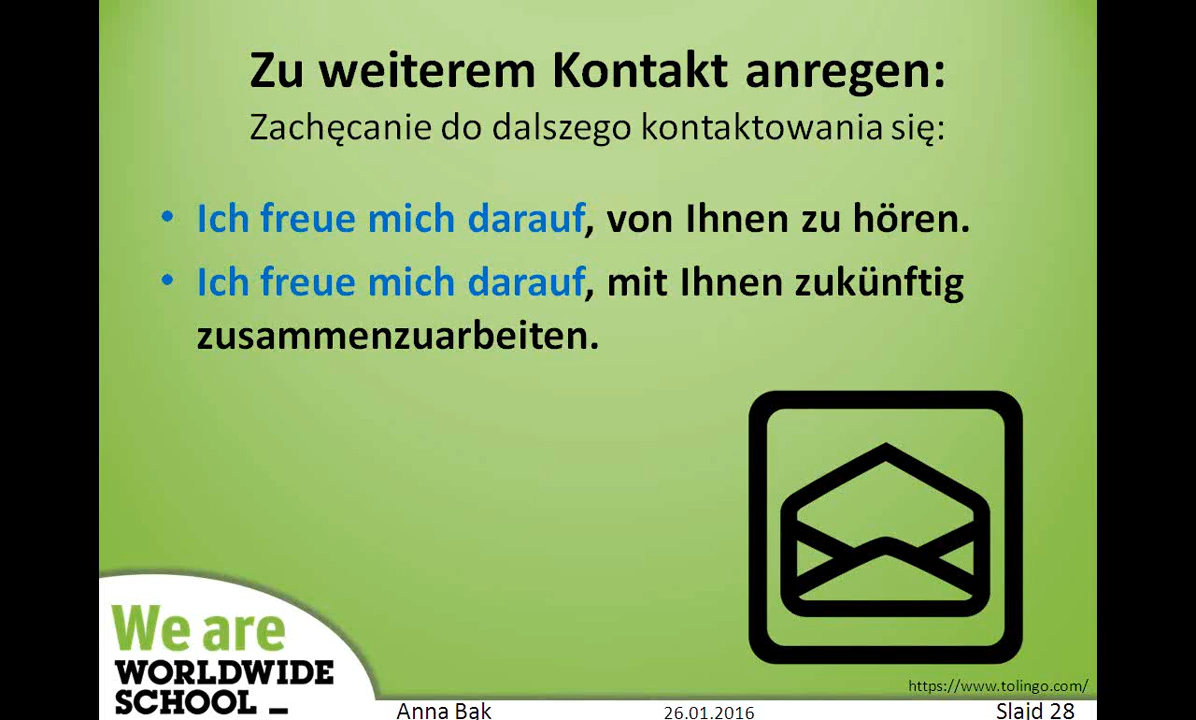 Zu weiterem Kontakt anregen:
Zachęcanie do dalszego kontaktowania się:
• Ich freue mich darauf, von Ihnen zu hören.
• Ich freue mich darauf, mit Ihnen zukünftig
zusammenzuarbeiten.
We are
WORLDWIDE
SCHOOL _
https://www.tolingo.com/
Anna Bąk
26.01.2016
Slajd 28